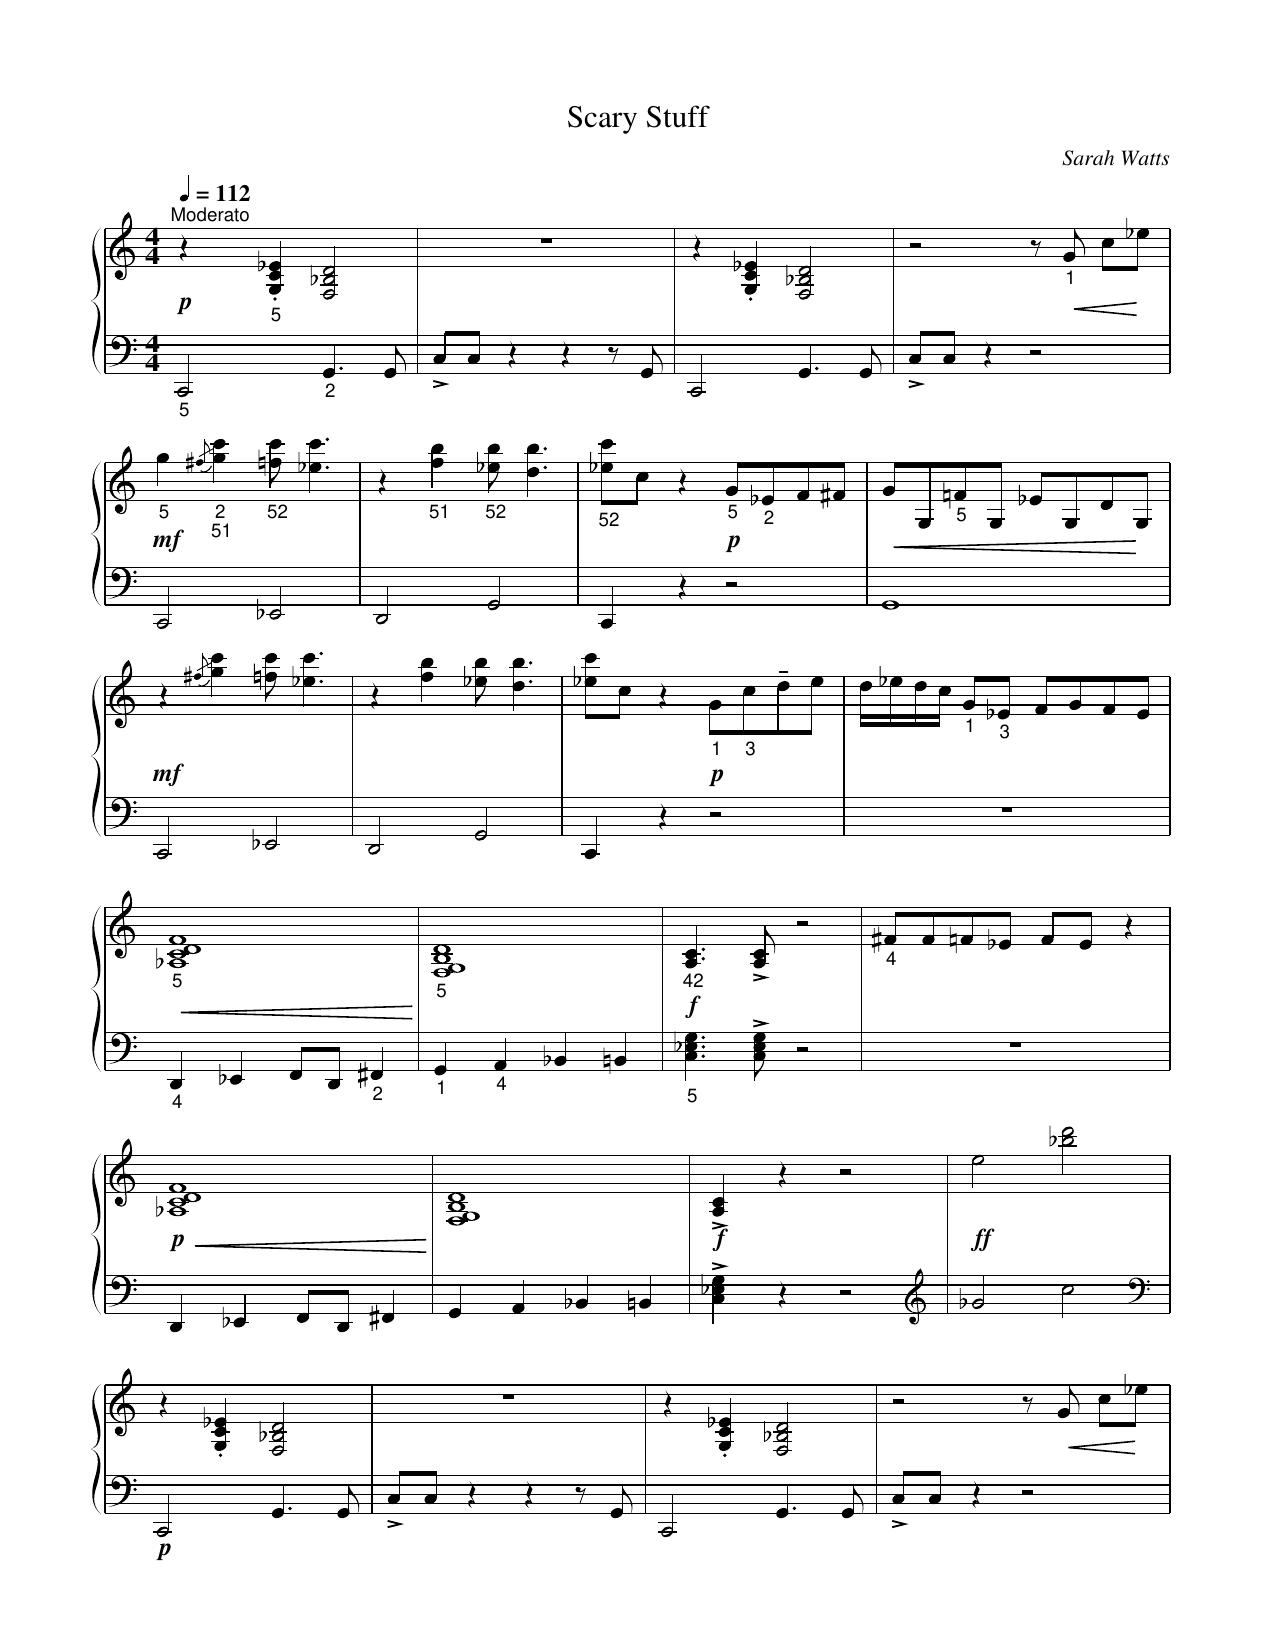 Scary Stuff
Sarah Watts
= 112
Moderato
4 4
p 5 1
4 4
5 2
5 2 52 51 52 52 5 2 5
51
mf p
mf 1 3 p 1 3
5 5 42 4
f
4 2 1 4 5
p f ff
p